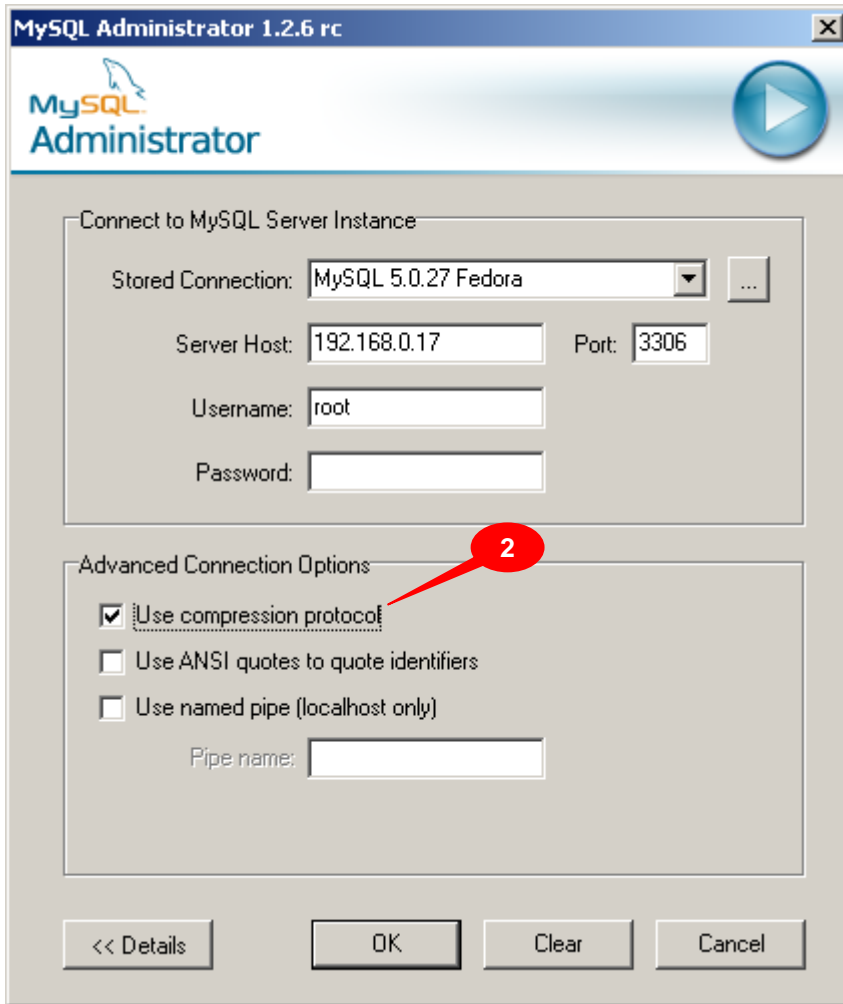 MySQL Administrator 1.2.6 rc
MySQL
Administrator
Connect to MySQL Server Instance
Stored Connection: MySQL 5.0.27 Fedora ...
Server Host: 192.168.0.17 Port: 3306
Username: root
Password:
2
Advanced Connection Options
Use compression protocol
Use ANSI quotes to quote identifiers
Use named pipe (localhost only)
Pipe name:
<< Details OK Clear Cancel